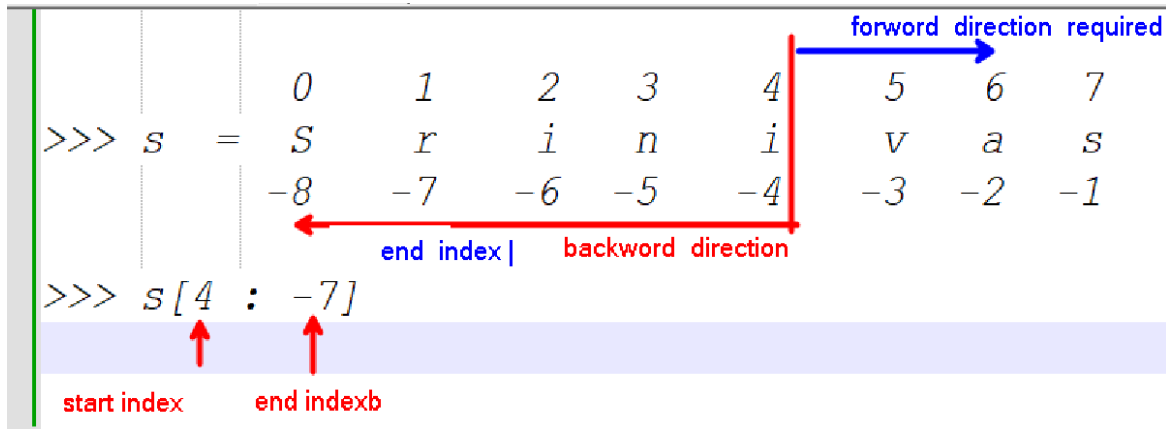 forword direction required
0 1 2 3 4 5 6 7
>>> s = S r i n i v a s
-8 -7 -6 -5 -4 -3 -2 -1
end index| backword direction
>>> s[4 : -7]
start index end indexb